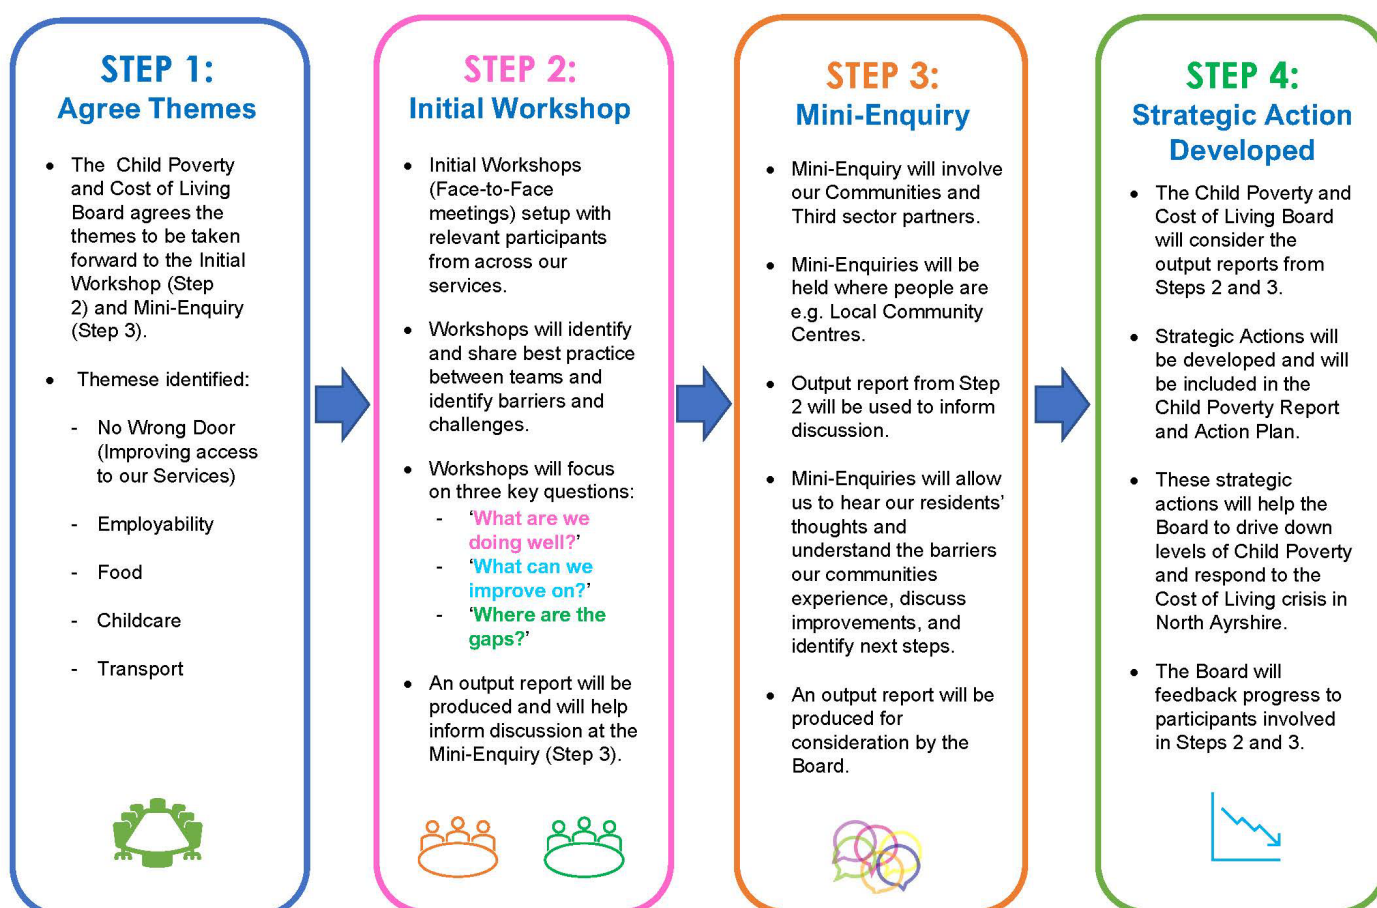 STEP 1:
Agree Themes
• The Child Poverty
and Cost of Living
Board agrees the
themes to be taken
forward to the Initial
Workshop (Step
2) and Mini-Enquiry
(Step 3).
• Themese identified:
- No Wrong Door
(Improving access
to our Services)
- Employability
- Food
- Childcare
- Transport
STEP 2:
Initial Workshop
• Initial Workshops
(Face-to-Face
meetings) setup with
relevant participants
from across our
services.
• Workshops will identify
and share best practice
between teams and
identify barriers and
challenges.
• Workshops will focus
on three key questions:
- ‘What are we
doing well?’
- ‘What can we
improve on?’
- ‘Where are the
gaps?’
• An output report will be
produced and will help
inform discussion at the
Mini-Enquiry (Step 3).
STEP 3:
Mini-Enquiry
• Mini-Enquiry will involve
our Communities and
Third sector partners.
• Mini-Enquiries will be
held where people are
e.g. Local Community
Centres.
• Output report from Step
2 will be used to inform
discussion.
• Mini-Enquiries will allow
us to hear our residents’
thoughts and
understand the barriers
our communities
experience, discuss
improvements, and
identify next steps.
• An output report will be
produced for
consideration by the
Board.
STEP 4:
Strategic Action
Developed
• The Child Poverty and
Cost of Living Board
will consider the
output reports from
Steps 2 and 3.
• Strategic Actions will
be developed and will
be included in the
Child Poverty Report
and Action Plan.
• These strategic
actions will help the
Board to drive down
levels of Child Poverty
and respond to the
Cost of Living crisis in
North Ayrshire.
• The Board will
feedback progress to
participants involved
in Steps 2 and 3.